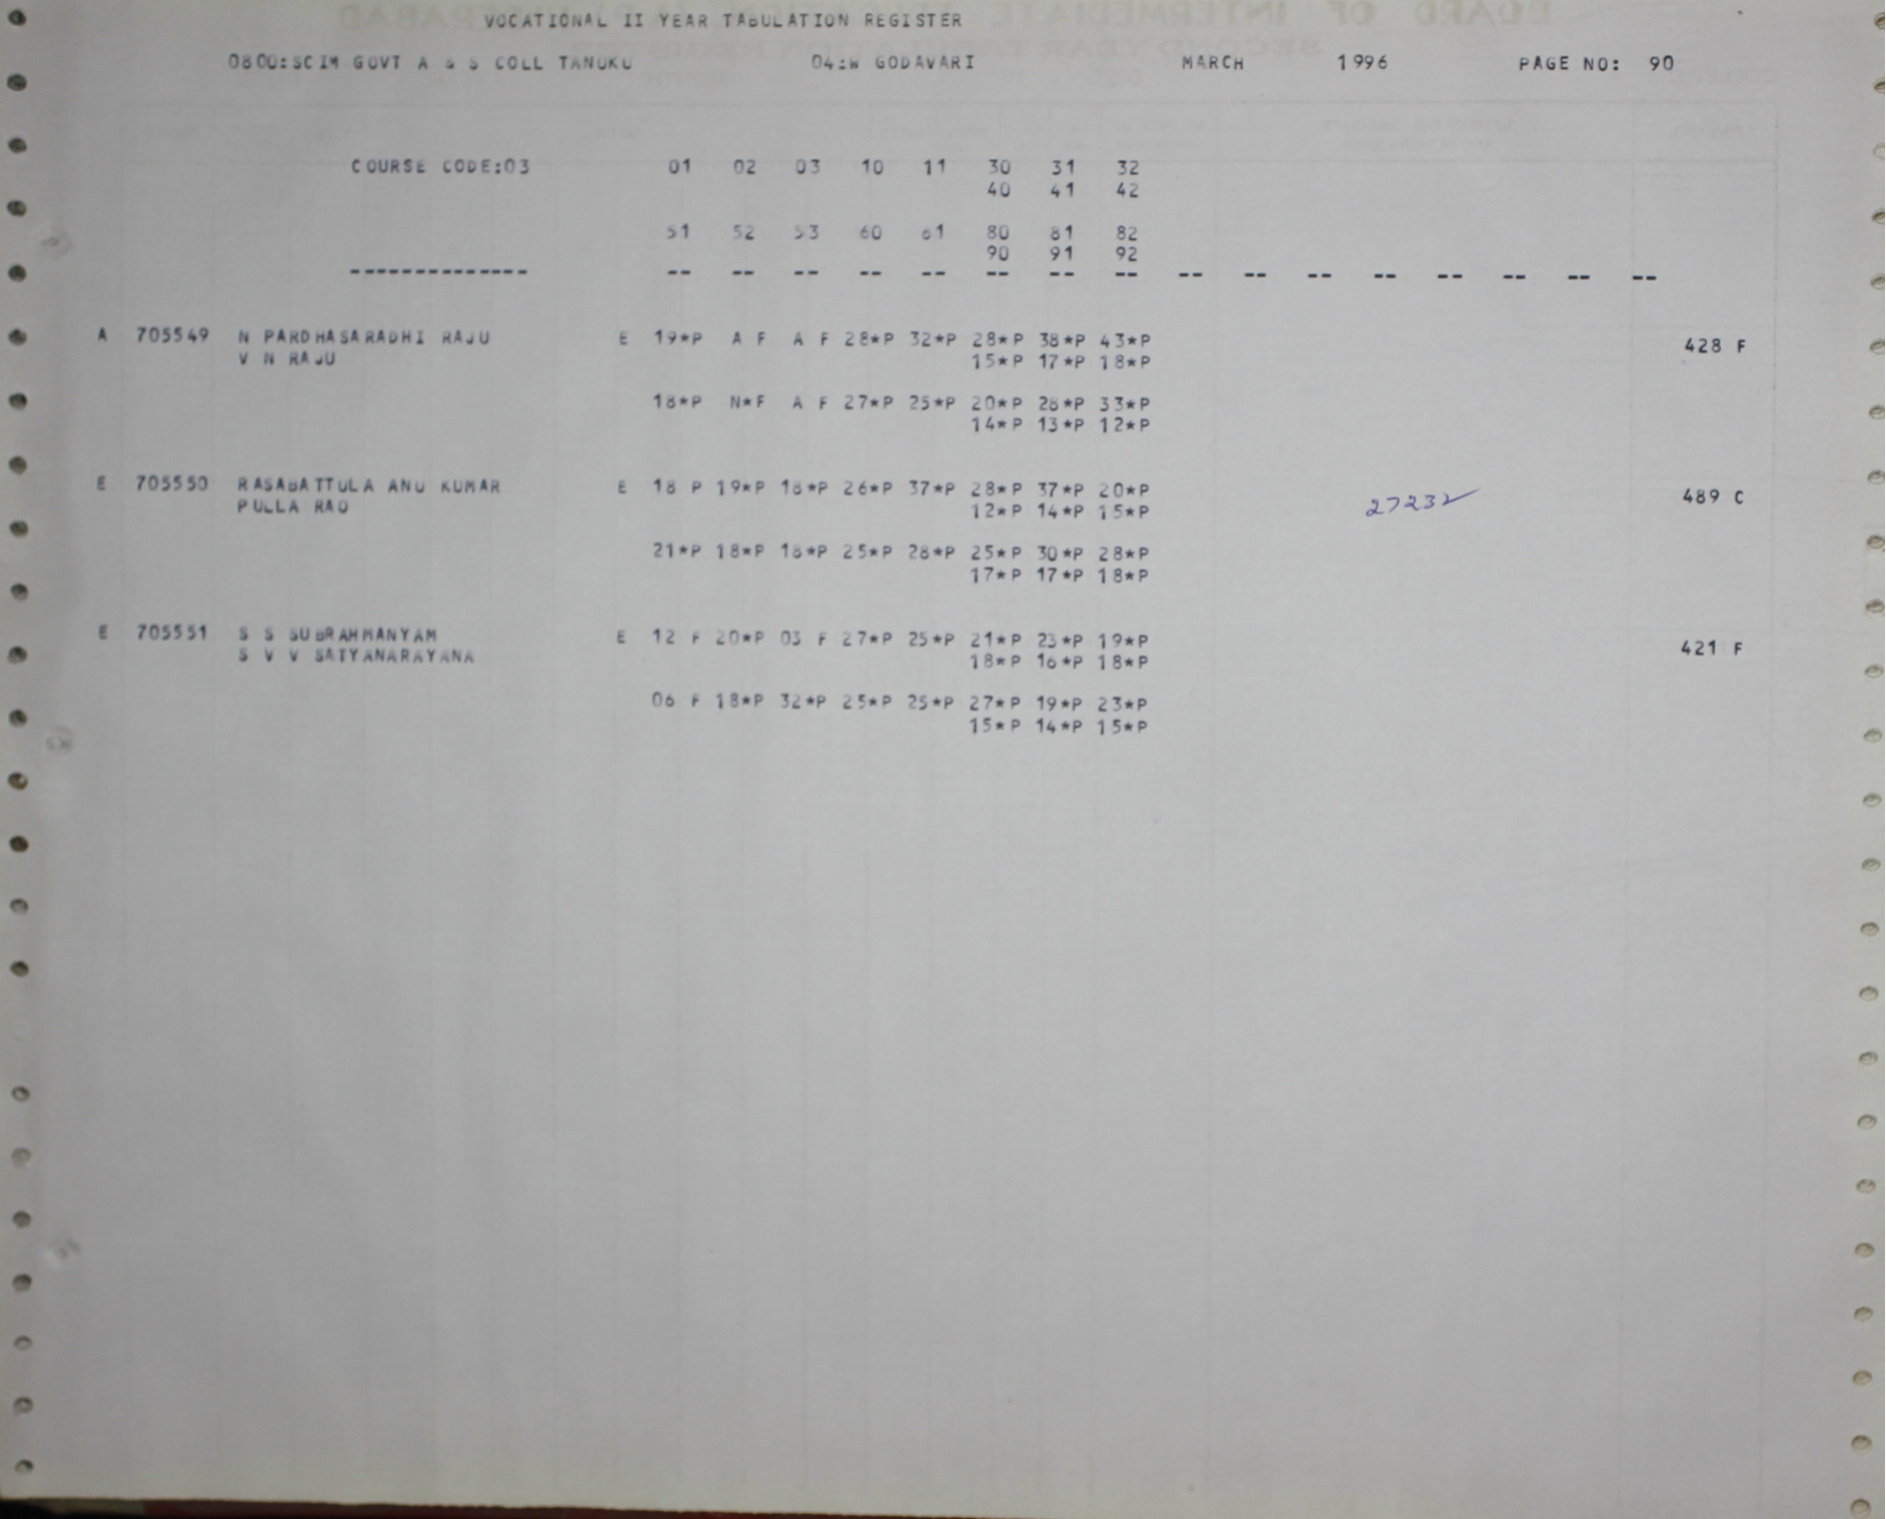 VOCATIONAL II YEAR TABULATION REGISTER
0800:SCIM GOVT A & S COLL TANUKU 04:W GODAVARI MARCH 1996 PAGE NO: 90
COURSE CODE:03 01 02 03 10 11 30 31 32
40 41 42
51 52 53 60 61 80 81 82
90 91 92
-------------- -- -- -- -- -- -- -- -- -- -- -- -- -- -- -- --
A 705549 N PARDHASARADHI RAJU E 19*P A F A F 28*P 32*P 28*P 38*P 43*P 428 F
V N RAJU 15*P 17*P 18*P
18*P N*F A F 27*P 25*P 20*P 28*P 33*P
14*P 13*P 12*P
E 705550 RASABATTULA ANU KUMAR E 18 P 19*P 18*P 26*P 37*P 28*P 37*P 20*P 27232 489 C
PULLA RAO 12*P 14*P 15*P
21*P 18*P 18*P 25*P 28*P 25*P 30*P 28*P
17*P 17*P 18*P
E 705551 S S SUBRAHMANYAM E 12 F 20*P 03 F 27*P 25*P 21*P 23*P 19*P 421 F
S V V SATYANARAYANA 18*P 16*P 18*P
06 F 18*P 32*P 25*P 25*P 27*P 19*P 23*P
15*P 14*P 15*P